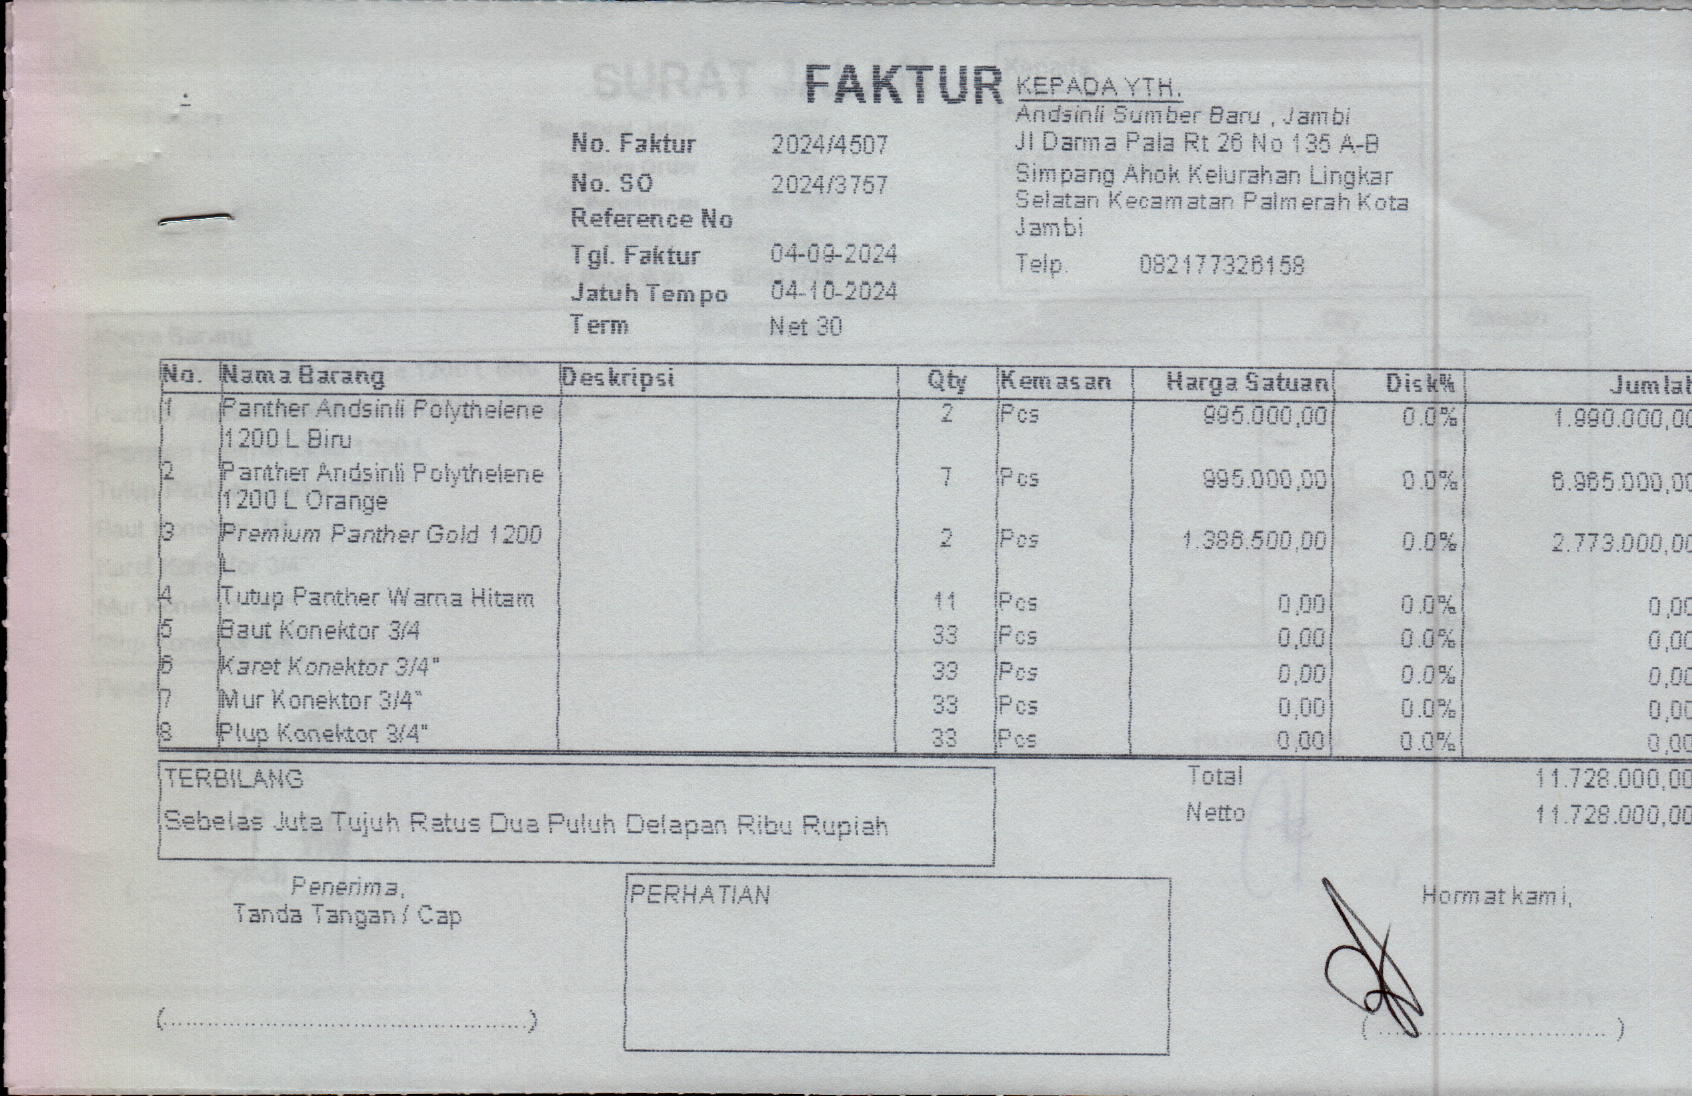 FAKTUR
KEPADA YTH.
Andsinli Sumber Baru , Jambi
Jl Darma Pala Rt 26 No 135 A-B
Simpang Ahok Kelurahan Lingkar
Selatan Kecamatan Palmerah Kota
Jambi
Telp. 082177326158
No. Faktur 2024/4507
No. SO 2024/3757
Reference No
Tgl. Faktur 04-09-2024
Jatuh Tempo 04-10-2024
Term Net 30
No. Nama Barang Deskripsi Qty Kemasan Harga Satuan Disk% Jumlah
1 Panther Andsinli Polythelene 2 Pcs 995.000,00 0.0% 1.990.000,00
1200 L Biru
2 Panther Andsinli Polythelene 7 Pcs 995.000,00 0.0% 6.965.000,00
1200 L Orange
3 Premium Panther Gold 1200 2 Pcs 1.386.500,00 0.0% 2.773.000,00
L
4 Tutup Panther Warna Hitam 11 Pcs 0,00 0.0% 0,00
5 Baut Konektor 3/4 33 Pcs 0,00 0.0% 0,00
6 Karet Konektor 3/4" 33 Pcs 0,00 0.0% 0,00
7 Mur Konektor 3/4" 33 Pcs 0,00 0.0% 0,00
8 Plup Konektor 3/4" 33 Pcs 0,00 0.0% 0,00
TERBILANG
Sebelas Juta Tujuh Ratus Dua Puluh Delapan Ribu Rupiah
Total 11.728.000,00
Netto 11.728.000,00
Penerima,
Tanda Tangan / Cap
(................................................)
PERHATIAN
Hormat kami,
(..............................)